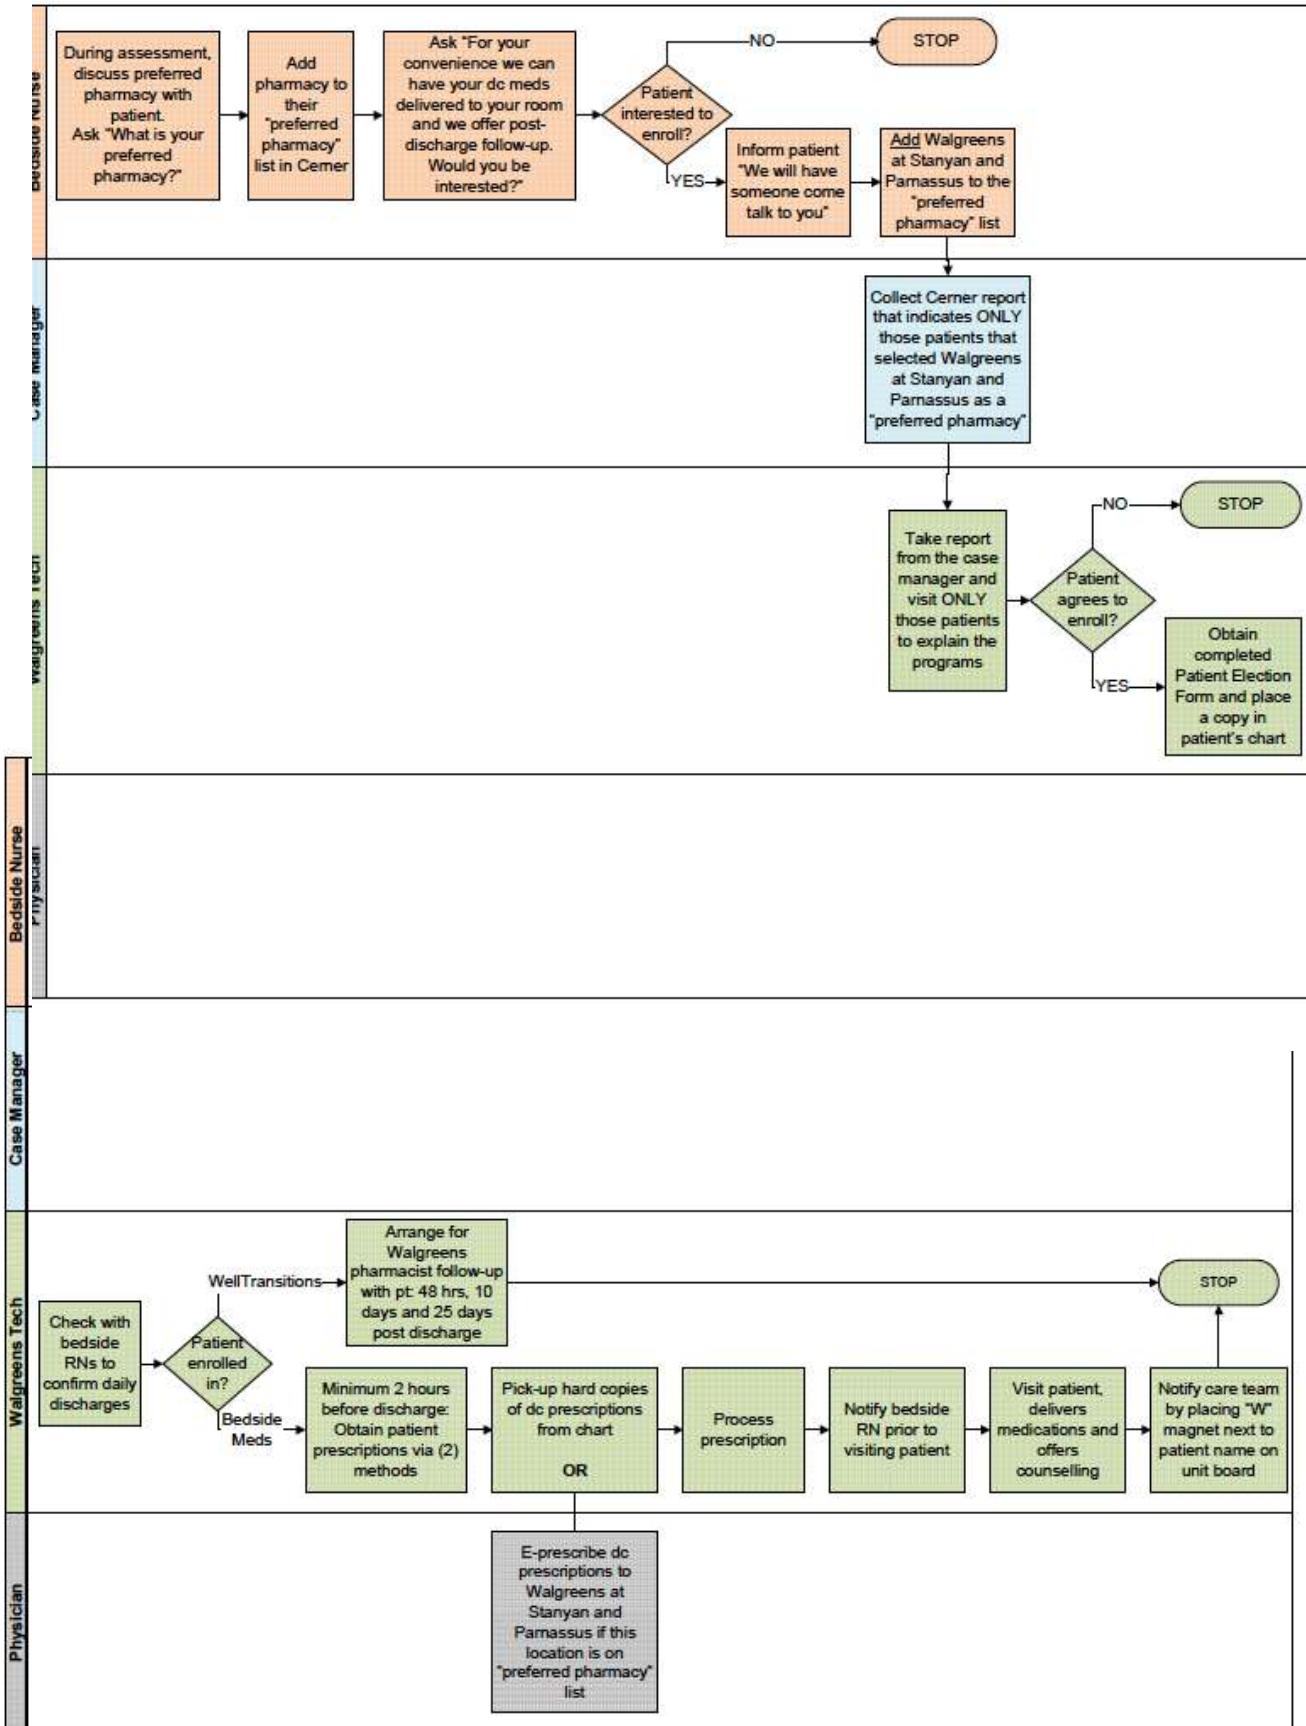 Bedside Nurse
During assessment,
discuss preferred
pharmacy with
patient.
Ask "What is your
preferred
pharmacy?"
Add
pharmacy to
their
"preferred
pharmacy"
list in Cerner
Ask "For your
convenience we can
have your dc meds
delivered to your room
and we offer post-
discharge follow-up.
Would you be
interested?"
Patient
interested to
enroll?
NO
STOP
YES
Inform patient
"We will have
someone come
talk to you"
Add Walgreens
at Stanyan and
Parnassus to the
"preferred
pharmacy" list
Case Manager
Collect Cerner report
that indicates ONLY
those patients that
selected Walgreens
at Stanyan and
Parnassus as a
"preferred pharmacy"
Walgreens Tech
Take report
from the case
manager and
visit ONLY
those patients
to explain the
programs
Patient
agrees to
enroll?
NO
STOP
YES
Obtain
completed
Patient Election
Form and place
a copy in
patient's chart
Physician
Bedside Nurse
Case Manager
Walgreens Tech
Check with
bedside
RNs to
confirm daily
discharges
Patient
enrolled
in?
WellTransitions
Arrange for
Walgreens
pharmacist follow-up
with pt: 48 hrs, 10
days and 25 days
post discharge
STOP
Bedside
Meds
Minimum 2 hours
before discharge:
Obtain patient
prescriptions via (2)
methods
Pick-up hard copies
of dc prescriptions
from chart
OR
Process
prescription
Notify bedside
RN prior to
visiting patient
Visit patient,
delivers
medications and
offers
counselling
Notify care team
by placing "W"
magnet next to
patient name on
unit board
Physician
E-prescribe dc
prescriptions to
Walgreens at
Stanyan and
Parnassus if this
location is on
"preferred pharmacy"
list